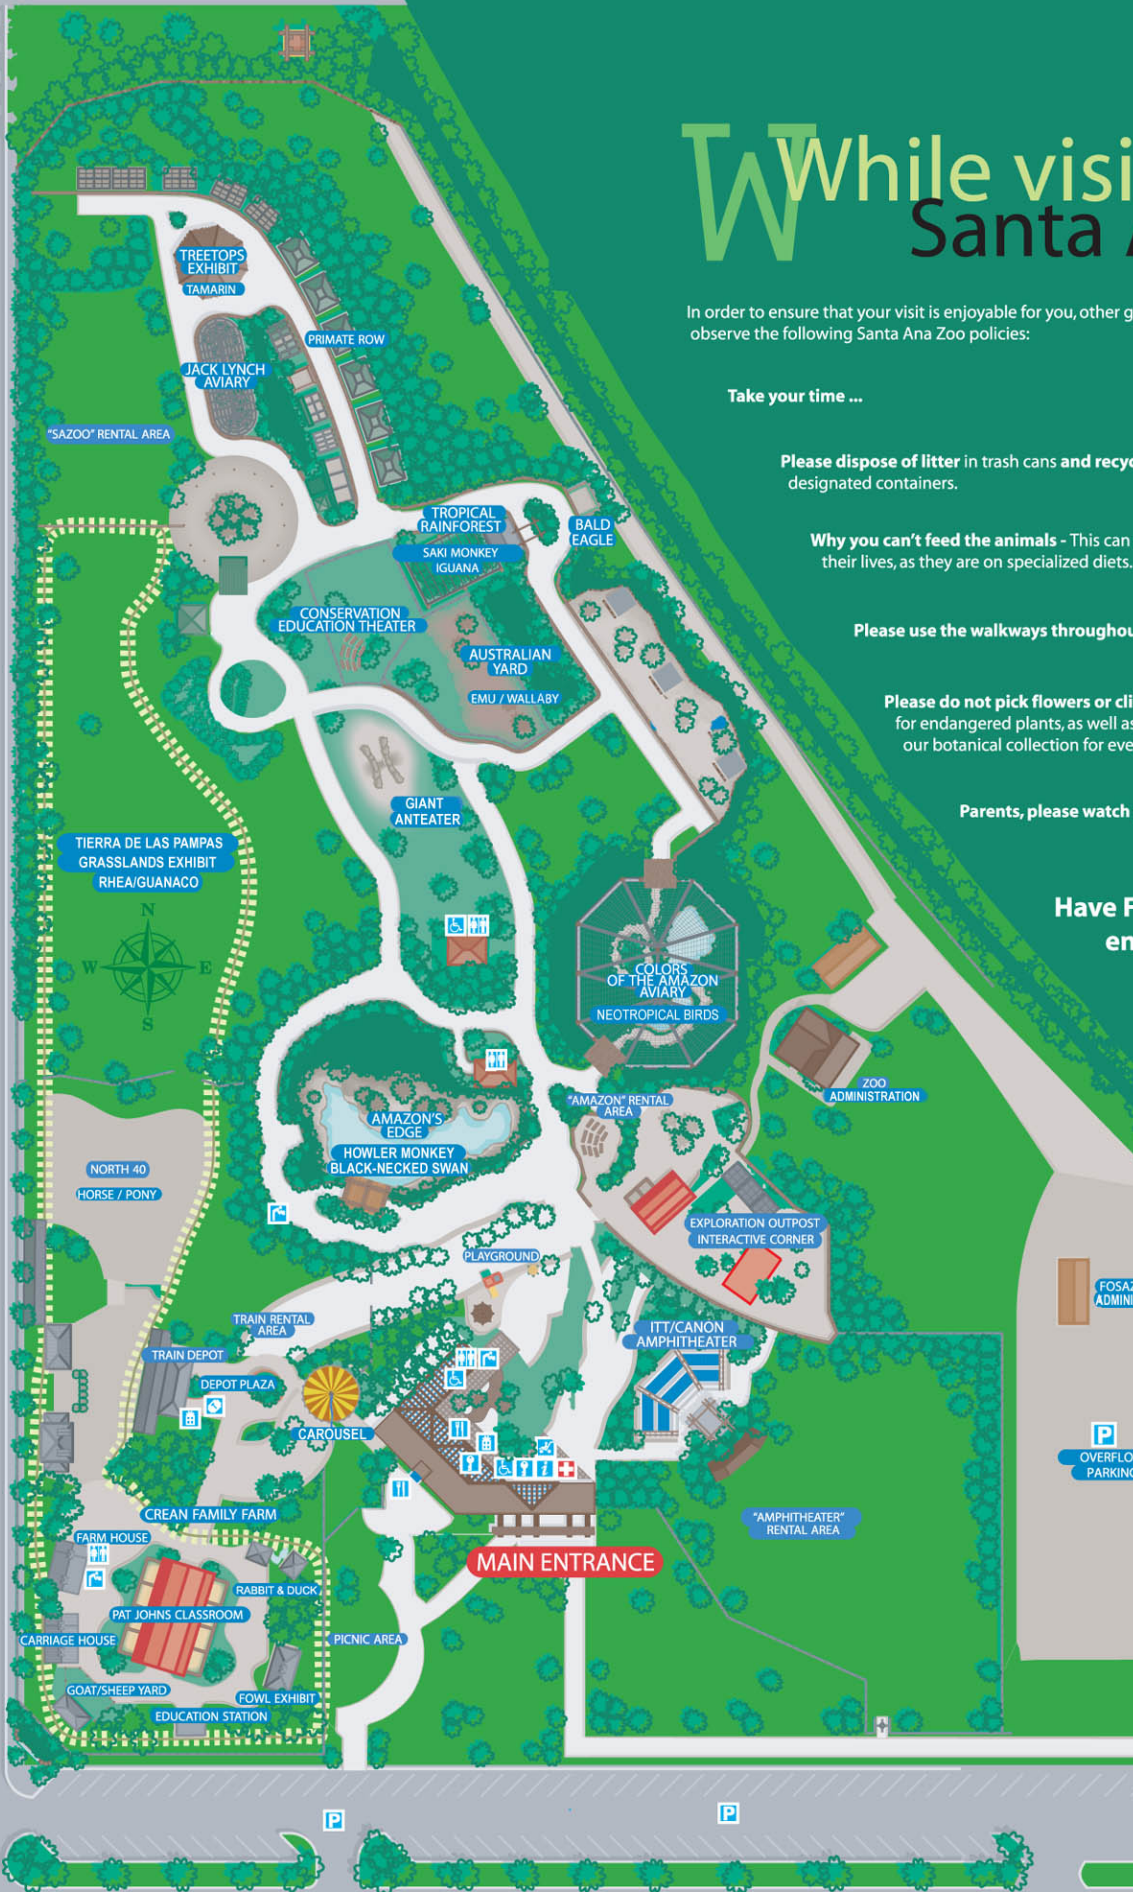 While visi
Santa
In order to ensure that your visit is enjoyable for you, other g
observe the following Santa Ana Zoo policies:
Take your time ...
Please dispose of litter in trash cans and recyc
designated containers.
Why you can't feed the animals - This can
their lives, as they are on specialized diets.
Please use the walkways throughou
Please do not pick flowers or cli
for endangered plants, as well as
our botanical collection for eve
Parents, please watch
Have F
en
TREETOPS
EXHIBIT
TAMARIN
PRIMATE ROW
JACK LYNCH
AVIARY
"SAZOO" RENTAL AREA
TROPICAL
RAINFOREST
SAKI MONKEY
IGUANA
BALD
EAGLE
CONSERVATION
EDUCATION THEATER
AUSTRALIAN
YARD
EMU / WALLABY
GIANT
ANTEATER
TIERRA DE LAS PAMPAS
GRASSLANDS EXHIBIT
RHEA/GUANACO
N
W
E
S
COLORS
OF THE AMAZON
AVIARY
NEOTROPICAL BIRDS
ZOO
ADMINISTRATION
"AMAZON" RENTAL
AREA
AMAZON'S
EDGE
HOWLER MONKEY
BLACK-NECKED SWAN
NORTH 40
HORSE / PONY
EXPLORATION OUTPOST
INTERACTIVE CORNER
PLAYGROUND
FOSAZ
ADMINI
TRAIN RENTAL
AREA
ITT/CANON
AMPHITHEATER
TRAIN DEPOT
DEPOT PLAZA
CAROUSEL
P
OVERFLO
PARKING
CREAN FAMILY FARM
"AMPHITHEATER"
RENTAL AREA
FARM HOUSE
MAIN ENTRANCE
RABBIT & DUCK
PAT JOHNS CLASSROOM
CARRIAGE HOUSE
PICNIC AREA
GOAT/SHEEP YARD
FOWL EXHIBIT
EDUCATION STATION
P
P